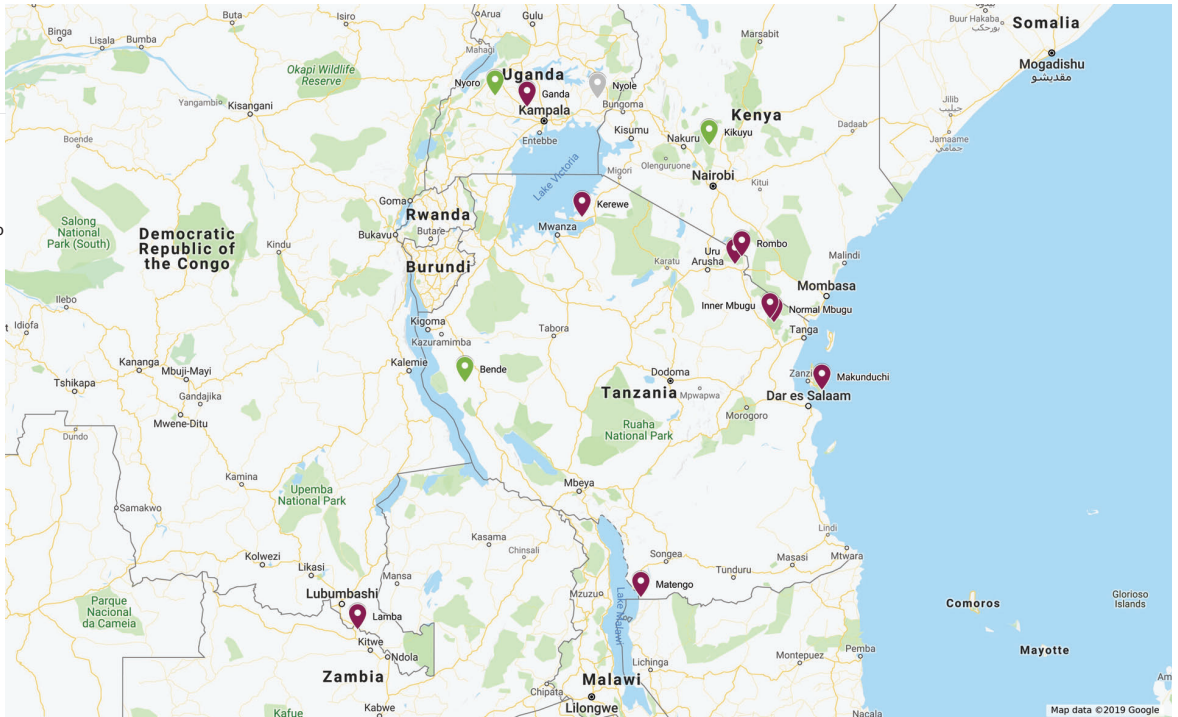 Binga
Lisala
Bumba
Buta
Isiro
Arua
Gulu
Mahagi
Okapi Wildlife
Reserve
Yangambi
Kisangani
Boende
Nyoro
Uganda
Ganda
Kampala
Entebbe
Nyole
Bungoma
Kisumu
Marsabit
Kenya
Nakuru
Kikuyu
Olenguruone
Nairobi
Kitui
Migori
Dadaab
Somalia
Buur Hakaba
بورحكبة
Mogadishu
مقديشو
Jilib
جيليب
Jamaame
جمامي
Lake Victoria
Goma
Rwanda
Butare
Bukavu
Burundi
Kerewe
Mwanza
Salong
National
Park (South)
Democratic
Republic of
the Congo
Kindu
Uru
Rombo
Arusha
Karatu
Malindi
Mombasa
Inner Mbugu
Normal Mbugu
Tanga
Ilebo
Idiofa
Kananga
Mbuji-Mayi
Tshikapa
Gandajika
Mwene-Ditu
Dundo
Kigoma
Kazuramimba
Kalemie
Bende
Tabora
Dodoma
Mpwapwa
Tanzania
Morogoro
Zanzi
Makunduchi
Dar es Salaam
Ruaha
National Park
Kamina
Upemba
National Park
Samakwo
Mbeya
Kasama
Chinsali
Lindi
Mtwara
Masasi
Tunduru
Songea
Matengo
Mzuzu
Lake Malawi
Kolwezi
Likasi
Mansa
Lubumbashi
Lamba
Kitwe
Ndola
Parque
Nacional
da Cameia
Zambia
Kabwe
Kafue
Chipata
Malawi
Lilongwe
Lichinga
Montepuez
Pemba
Nacala
Comoros
Glorioso
Islands
Mayotte
Am
Map data ©2019 Google